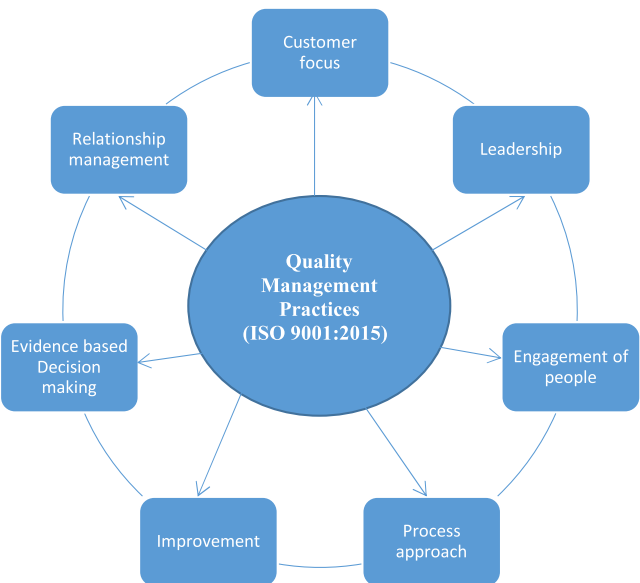 Customer
focus
Relationship
management
Leadership
Quality
Management
Practices
(ISO 9001:2015)
Evidence based
Decision
making
Engagement of
people
Improvement
Process
approach